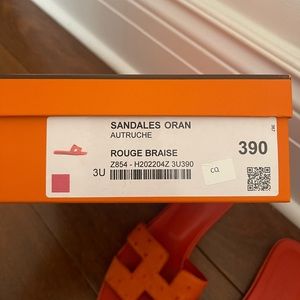 SANDALES ORAN
AUTRUCHE
ROUGE BRAISE
390
Z854 - H202204Z 3U390
3U
CQ